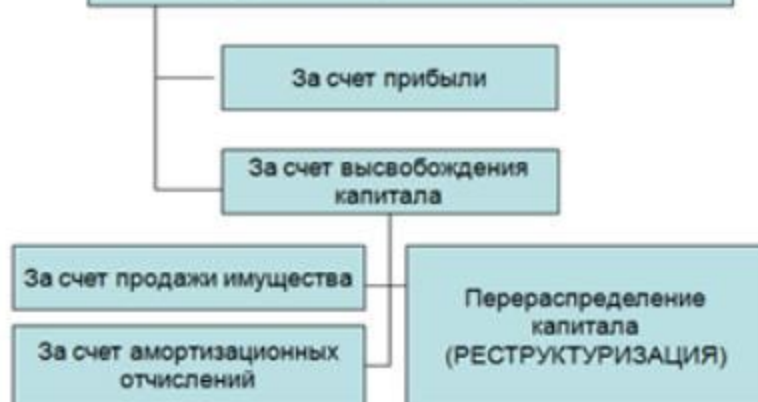 За счет прибыли
За счет высвобождения
капитала
За счет продажи имущества
Перераспределение
капитала
(РЕСТРУКТУРИЗАЦИЯ)
За счет амортизационных
отчислений